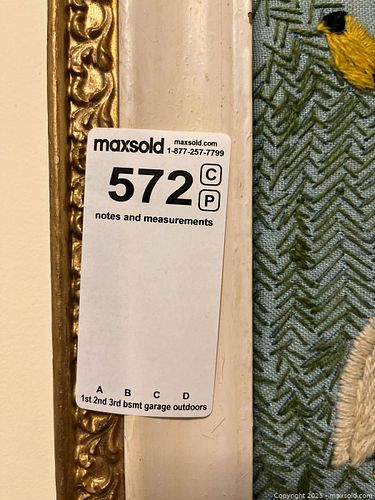 maxsold maxsold.com
1-877-257-7799
572 C
P
notes and measurements
A B C D
1st 2nd 3rd bsmt garage outdoors
Copyright 2023 - www.maxsold.com